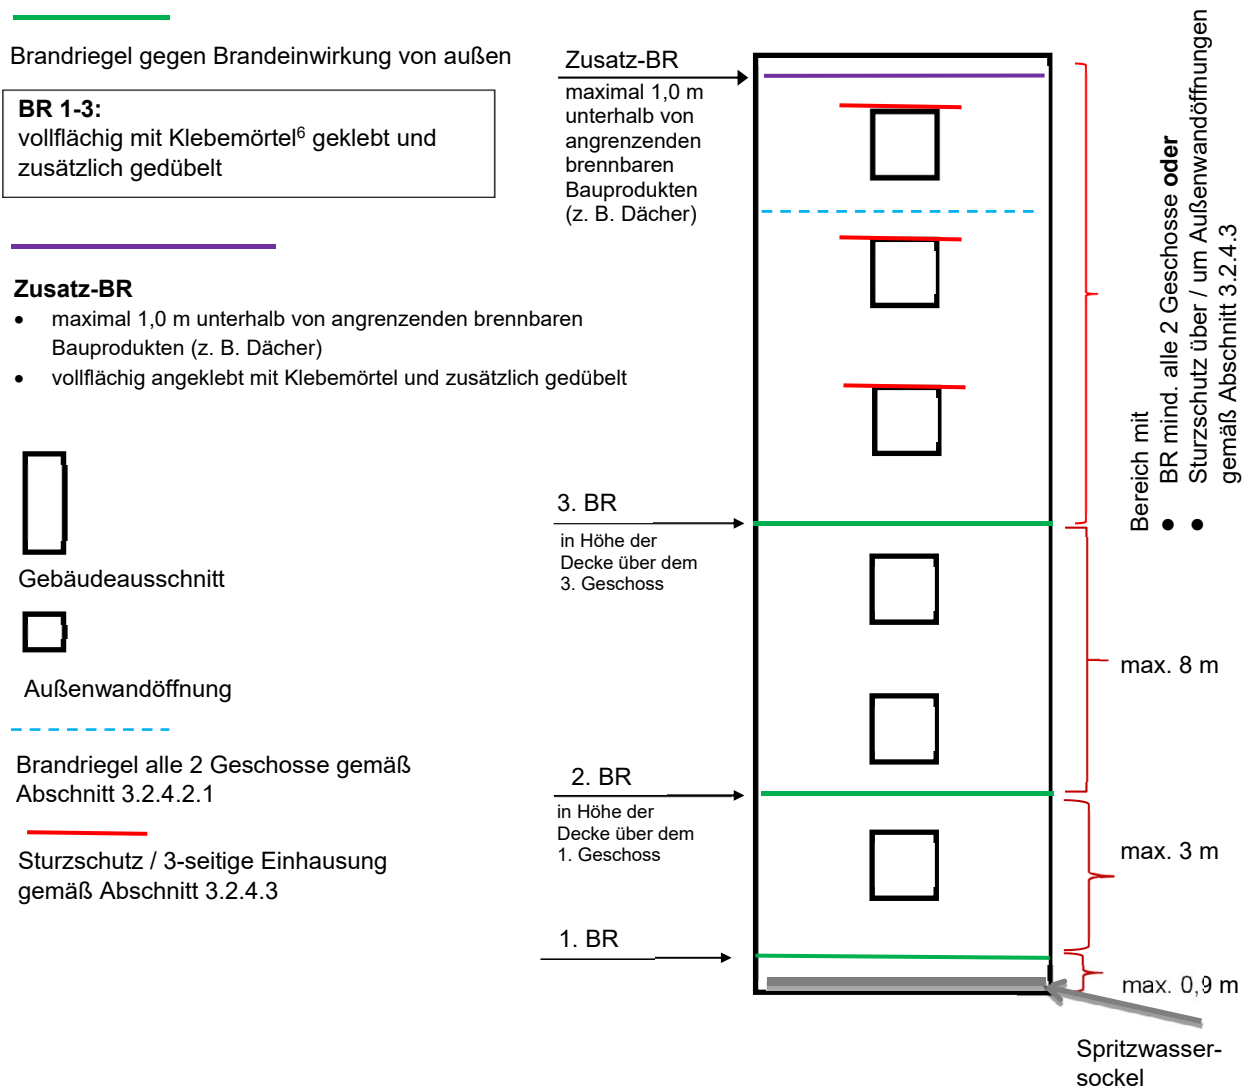 Brandriegel gegen Brandeinwirkung von außen
BR 1-3:
vollflächig mit Klebemörtel⁶ geklebt und
zusätzlich gedübelt
Zusatz-BR
• maximal 1,0 m unterhalb von angrenzenden brennbaren
Bauprodukten (z. B. Dächer)
• vollflächig angeklebt mit Klebemörtel und zusätzlich gedübelt
Gebäudeausschnitt
Außenwandöffnung
Brandriegel alle 2 Geschosse gemäß
Abschnitt 3.2.4.2.1
Sturzschutz / 3-seitige Einhausung
gemäß Abschnitt 3.2.4.3
Zusatz-BR
maximal 1,0 m
unterhalb von
angrenzenden
brennbaren
Bauprodukten
(z. B. Dächer)
3. BR
in Höhe der
Decke über dem
3. Geschoss
2. BR
in Höhe der
Decke über dem
1. Geschoss
1. BR
Bereich mit
• BR mind. alle 2 Geschosse oder
• Sturzschutz über / um Außenwandöffnungen
gemäß Abschnitt 3.2.4.3
max. 8 m
max. 3 m
max. 0,9 m
Spritzwasser-
sockel